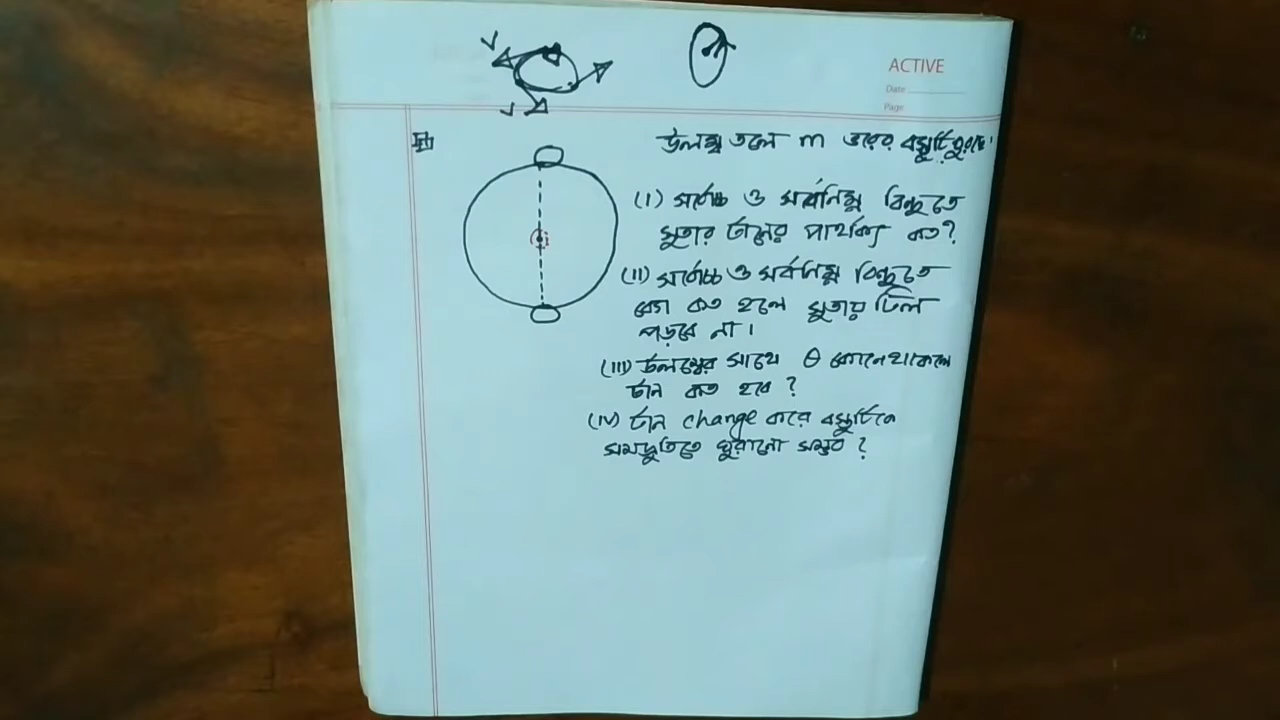 V
V
ACTIVE
Date
Page
উলম্ব তলে m ভরের বস্তুটি ঘুরছে।
(I) সর্বোচ্চ ও সর্বনিম্ন বিন্দুতে
সুতার টানের পার্থক্য কত?
(II) সর্বোচ্চ ও সর্বনিম্ন বিন্দুতে
বেগ কত হলে সুতায় ঢিল
পড়বে না।
(III) উলম্বের সাথে θ কোনে থাকলে
টান কত হবে?
(IV) টান change করে বস্তুটিকে
সমদ্রুতিতে ঘুরানো সম্ভব?